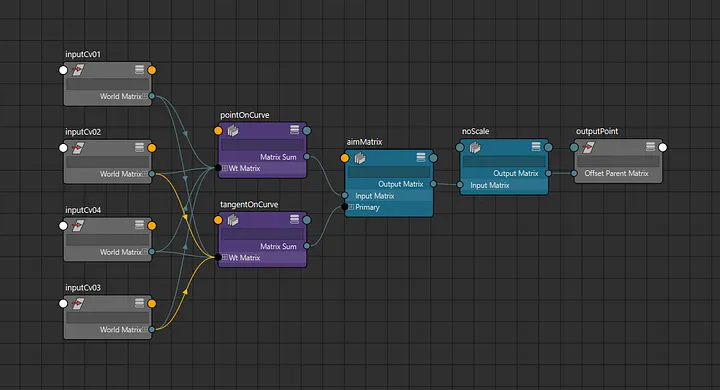 inputCv01
World Matrix
inputCv02
World Matrix
inputCv04
World Matrix
inputCv03
World Matrix
pointOnCurve
Matrix Sum
Wt Matrix
tangentOnCurve
Matrix Sum
Wt Matrix
aimMatrix
Output Matrix
Input Matrix
Primary
noScale
Output Matrix
Input Matrix
outputPoint
Offset Parent Matrix